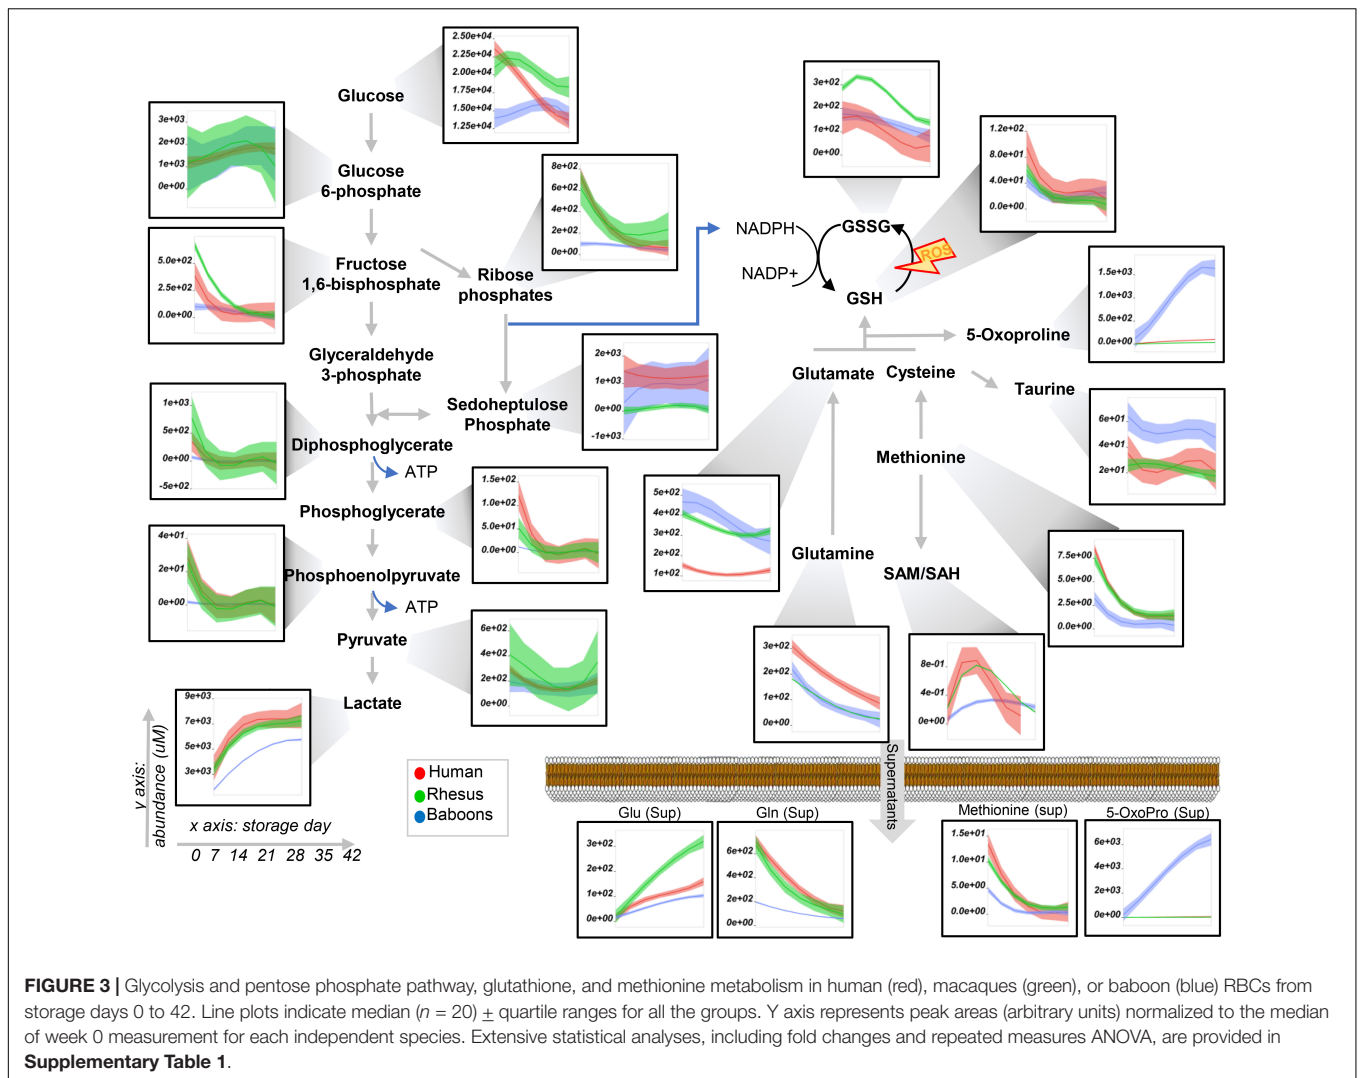 2.50e+04
2.25e+04
2.00e+04
1.75e+04
1.50e+04
1.25e+04
Glucose
3e+03
2e+03
1e+03
0e+00
Glucose
6-phosphate
5.0e+02
2.5e+02
0.0e+00
Fructose
1,6-bisphosphate
8e+02
6e+02
4e+02
2e+02
0e+00
Ribose
phosphates
Glyceraldehyde
3-phosphate
2e+03
1e+03
0e+00
-1e+03
Sedoheptulose
Phosphate
1e+03
5e+02
0e+00
-5e+02
Diphosphoglycerate
ATP
1.5e+02
1.0e+02
5.0e+01
0.0e+00
Phosphoglycerate
4e+01
2e+01
0e+00
Phosphoenolpyruvate
ATP
6e+02
4e+02
2e+02
0e+00
Pyruvate
Lactate
9e+03
7e+03
5e+03
3e+03
y axis:
abundance (uM)
x axis: storage day
0 7 14 21 28 35 42
Human
Rhesus
Baboons
3e+02
2e+02
1e+02
0e+00
1.2e+02
8.0e+01
4.0e+01
0.0e+00
NADPH
NADP+
GSSG
ROS
GSH
5-Oxoproline
1.5e+03
1.0e+03
5.0e+02
0.0e+00
Glutamate
Cysteine
Taurine
6e+01
4e+01
2e+01
Methionine
5e+02
4e+02
3e+02
2e+02
1e+02
Glutamine
SAM/SAH
7.5e+00
5.0e+00
2.5e+00
0.0e+00
3e+02
2e+02
1e+02
0e+00
8e-01
4e-01
0e+00
Supernatants
Glu (Sup)
3e+02
2e+02
1e+02
0e+00
Gln (Sup)
6e+02
4e+02
2e+02
0e+00
Methionine (sup)
1.5e+01
1.0e+01
5.0e+00
0.0e+00
5-OxoPro (Sup)
6e+03
4e+03
2e+03
0e+00
FIGURE 3 | Glycolysis and pentose phosphate pathway, glutathione, and methionine metabolism in human (red), macaques (green), or baboon (blue) RBCs from
storage days 0 to 42. Line plots indicate median (n = 20) ± quartile ranges for all the groups. Y axis represents peak areas (arbitrary units) normalized to the median
of week 0 measurement for each independent species. Extensive statistical analyses, including fold changes and repeated measures ANOVA, are provided in
Supplementary Table 1.